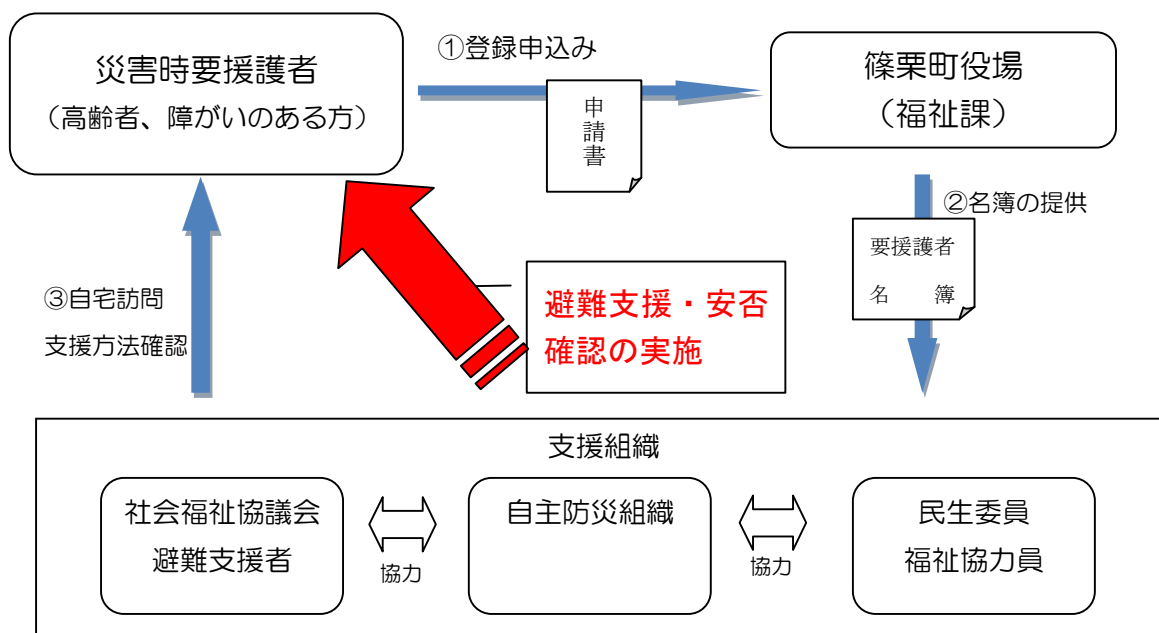 災害時要援護者
（高齢者、障がいのある方）
①登録申込み
申請書
篠栗町役場
（福祉課）
②名簿の提供
要援護者
名　　簿
③自宅訪問
支援方法確認
避難支援・安否
確認の実施
支援組織
社会福祉協議会
避難支援者
協力
自主防災組織
協力
民生委員
福祉協力員